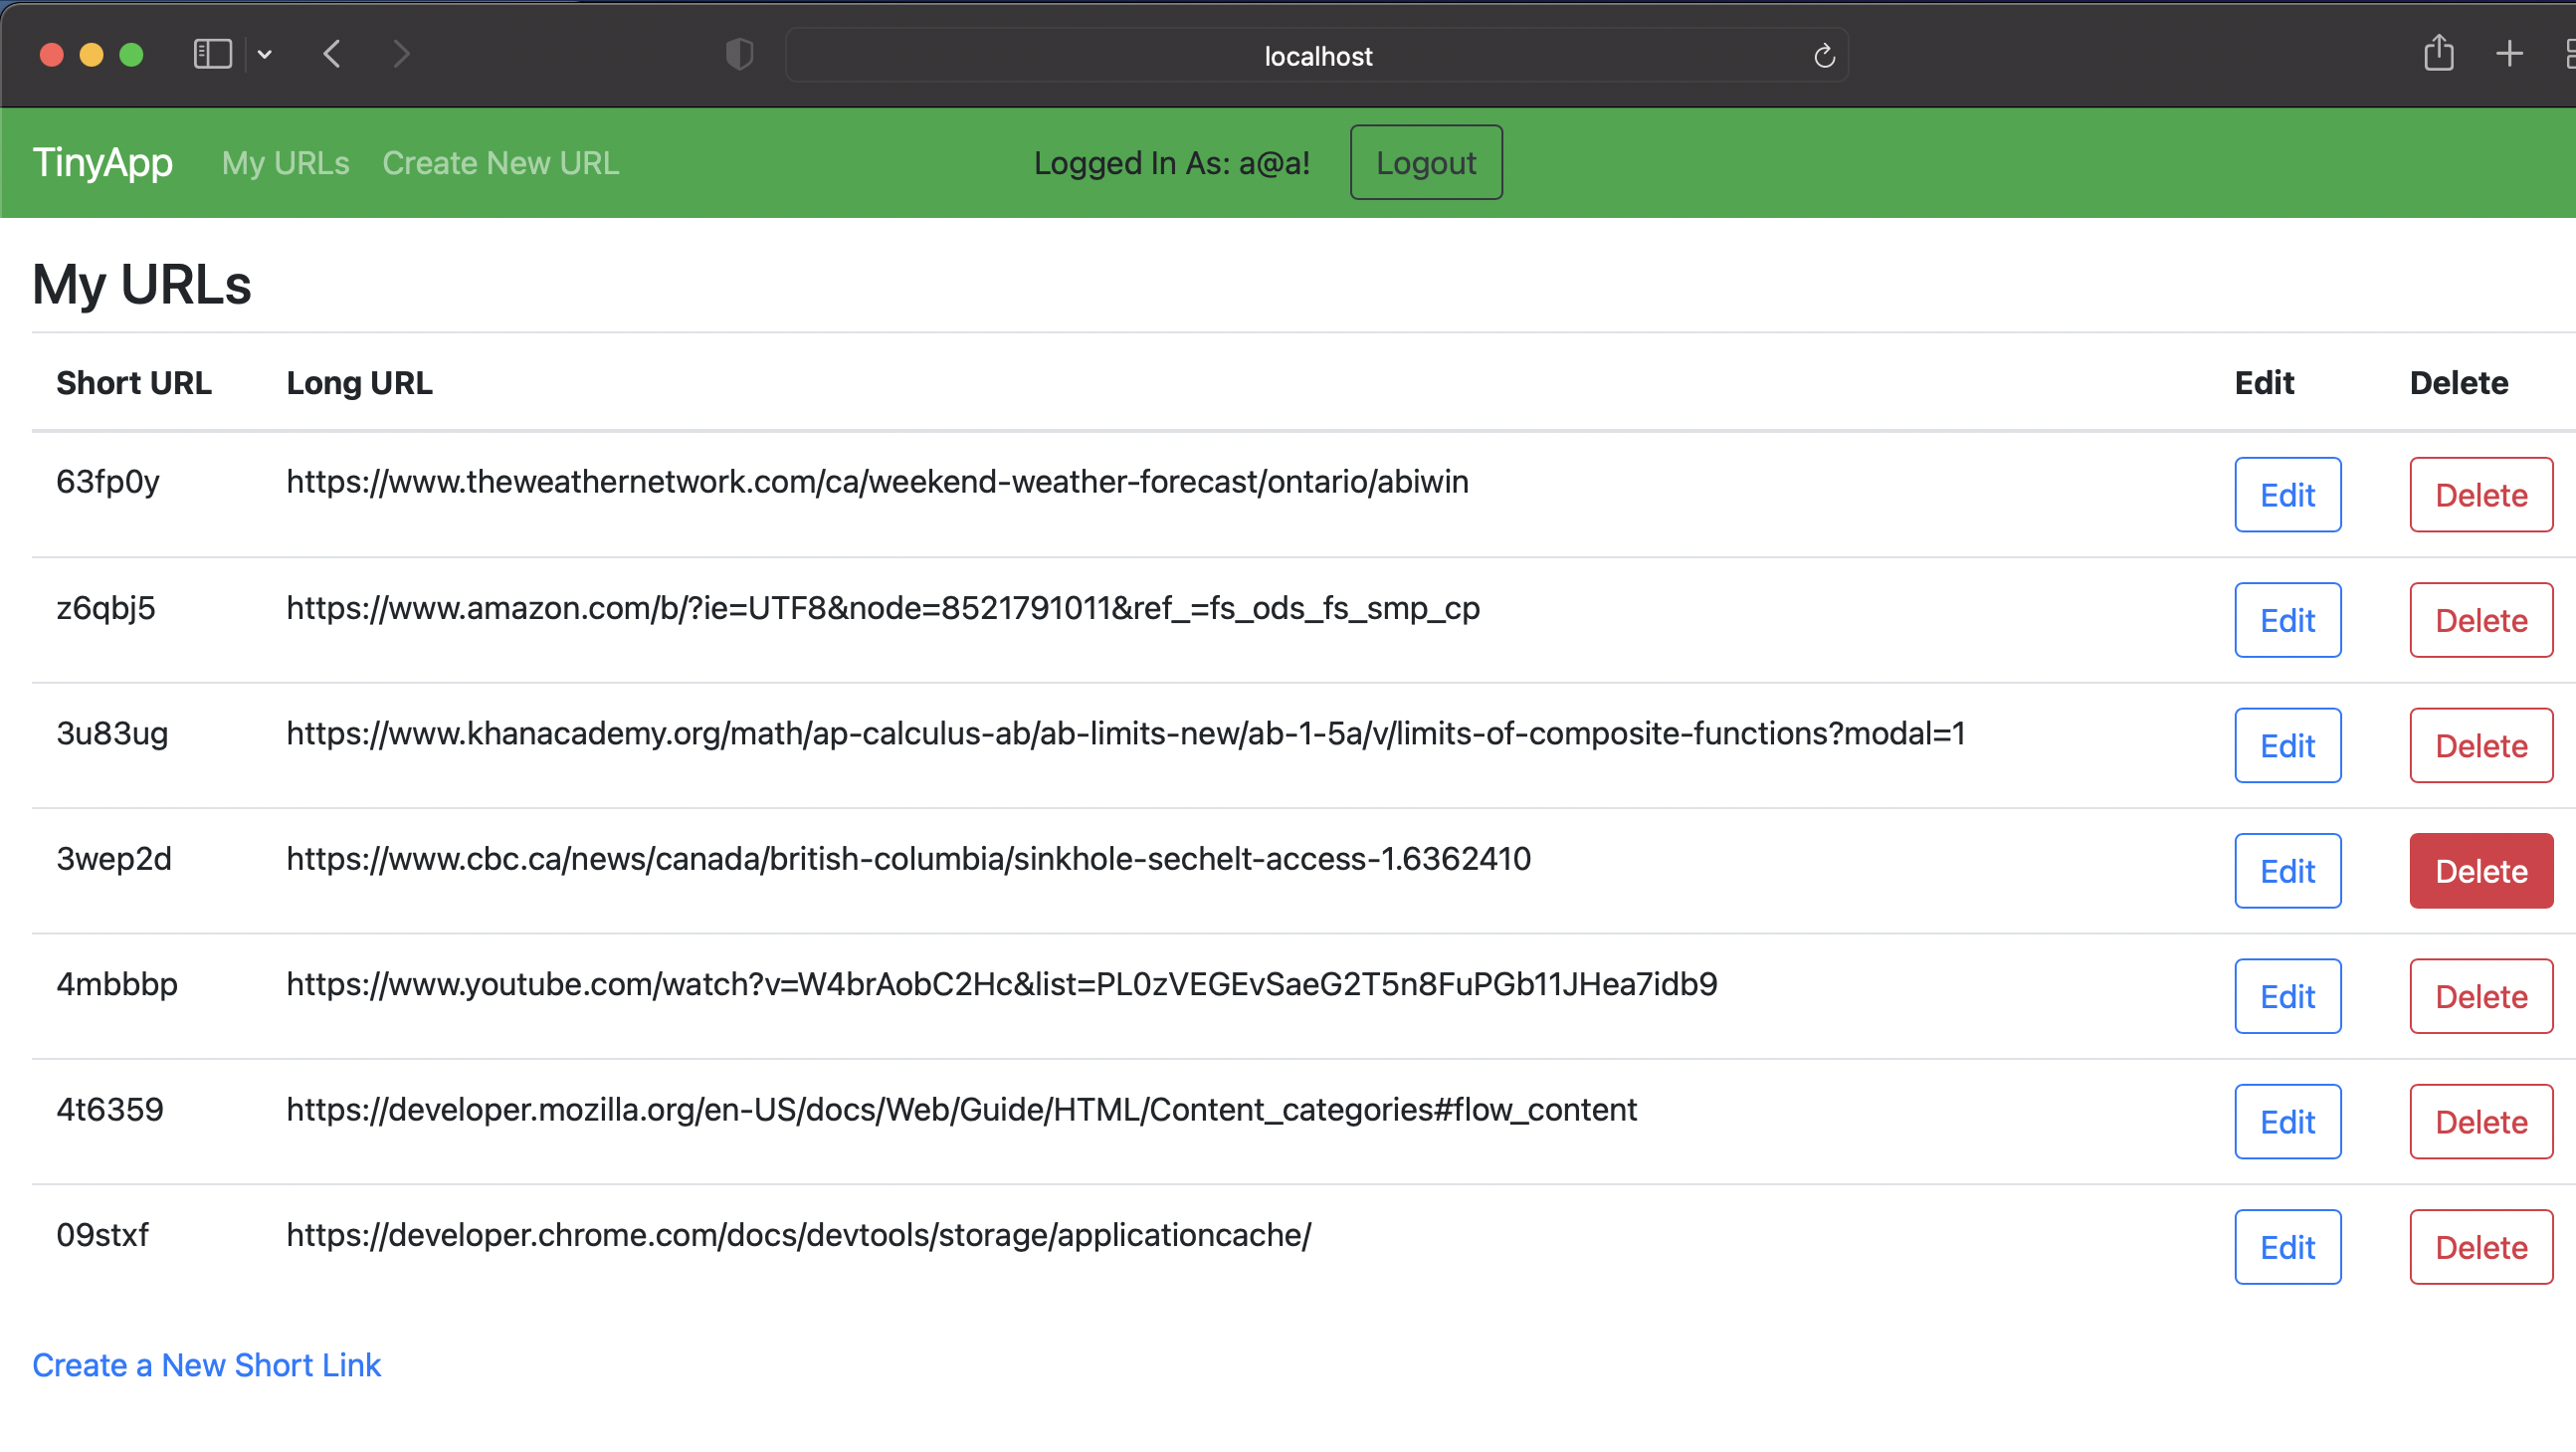 localhost
TinyApp My URLs Create New URL Logged In As: a@a! Logout
My URLs
Short URL Long URL Edit Delete
63fp0y https://www.theweathernetwork.com/ca/weekend-weather-forecast/ontario/abiwin Edit Delete
z6qbj5 https://www.amazon.com/b/?ie=UTF8&node=8521791011&ref_=fs_ods_fs_smp_cp Edit Delete
3u83ug https://www.khanacademy.org/math/ap-calculus-ab/ab-limits-new/ab-1-5a/v/limits-of-composite-functions?modal=1 Edit Delete
3wep2d https://www.cbc.ca/news/canada/british-columbia/sinkhole-sechelt-access-1.6362410 Edit Delete
4mbbbp https://www.youtube.com/watch?v=W4brAobC2Hc&list=PL0zVEGEvSaeG2T5n8FuPGb11JHea7idb9 Edit Delete
4t6359 https://developer.mozilla.org/en-US/docs/Web/Guide/HTML/Content_categories#flow_content Edit Delete
09stxf https://developer.chrome.com/docs/devtools/storage/applicationcache/ Edit Delete
Create a New Short Link